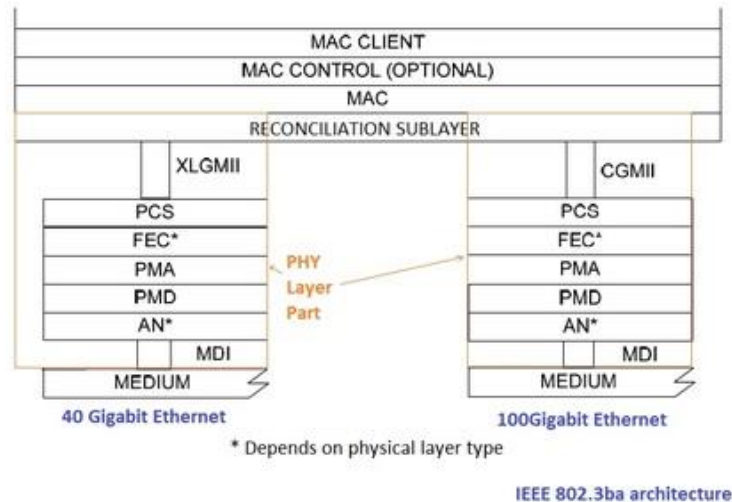 MAC CLIENT
MAC CONTROL (OPTIONAL)
MAC
RECONCILIATION SUBLAYER
XLGMII
PCS
FEC*
PMA
PMD
AN*
MDI
MEDIUM
40 Gigabit Ethernet
PHY
Layer
Part
CGMII
PCS
FEC*
PMA
PMD
AN*
MDI
MEDIUM
100Gigabit Ethernet
* Depends on physical layer type
IEEE 802.3ba architecture